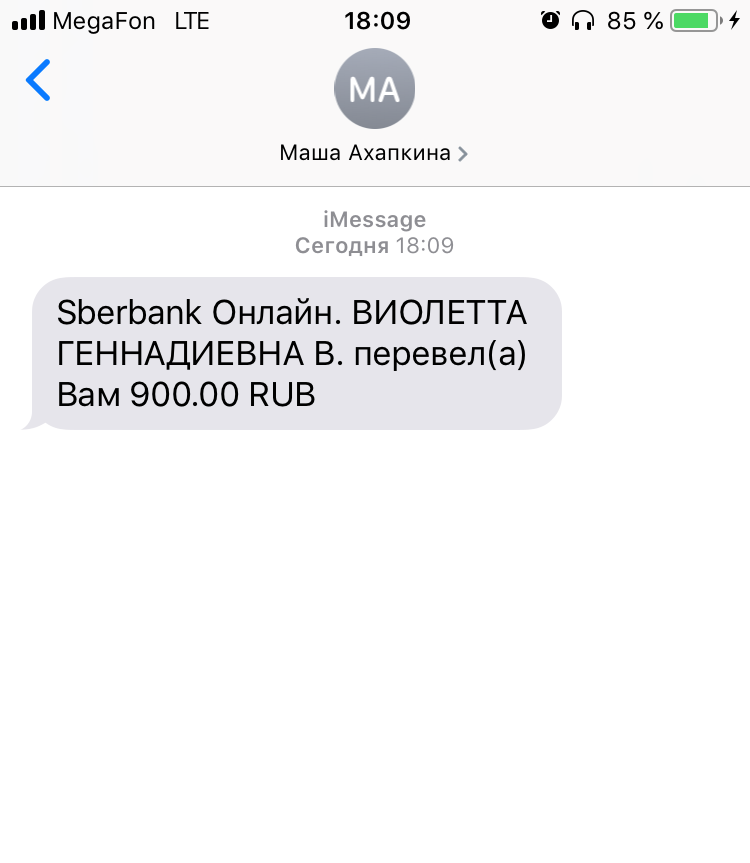 MegaFon LTE 18:09 85 %
MA
Маша Ахапкина
iMessage
Сегодня 18:09
Sberbank Онлайн. ВИОЛЕТТА
ГЕННАДИЕВНА В. перевел(а)
Вам 900.00 RUB